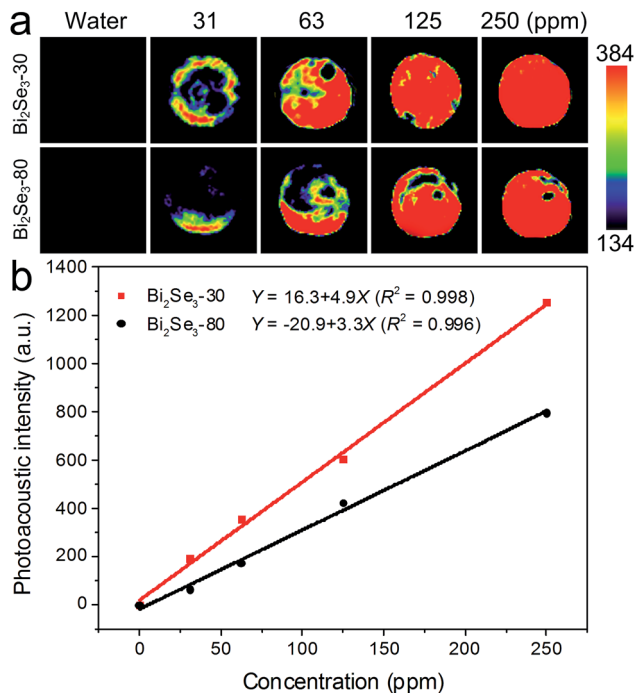 a
Water 31 63 125 250 (ppm)
Bi₂Se₃-30
Bi₂Se₃-80
384
134
b
Photoacoustic intensity (a.u.)
1400
1200
1000
800
600
400
200
0
Bi₂Se₃-30 Y = 16.3+4.9X (R² = 0.998)
Bi₂Se₃-80 Y = -20.9+3.3X (R² = 0.996)
0 50 100 150 200 250
Concentration (ppm)